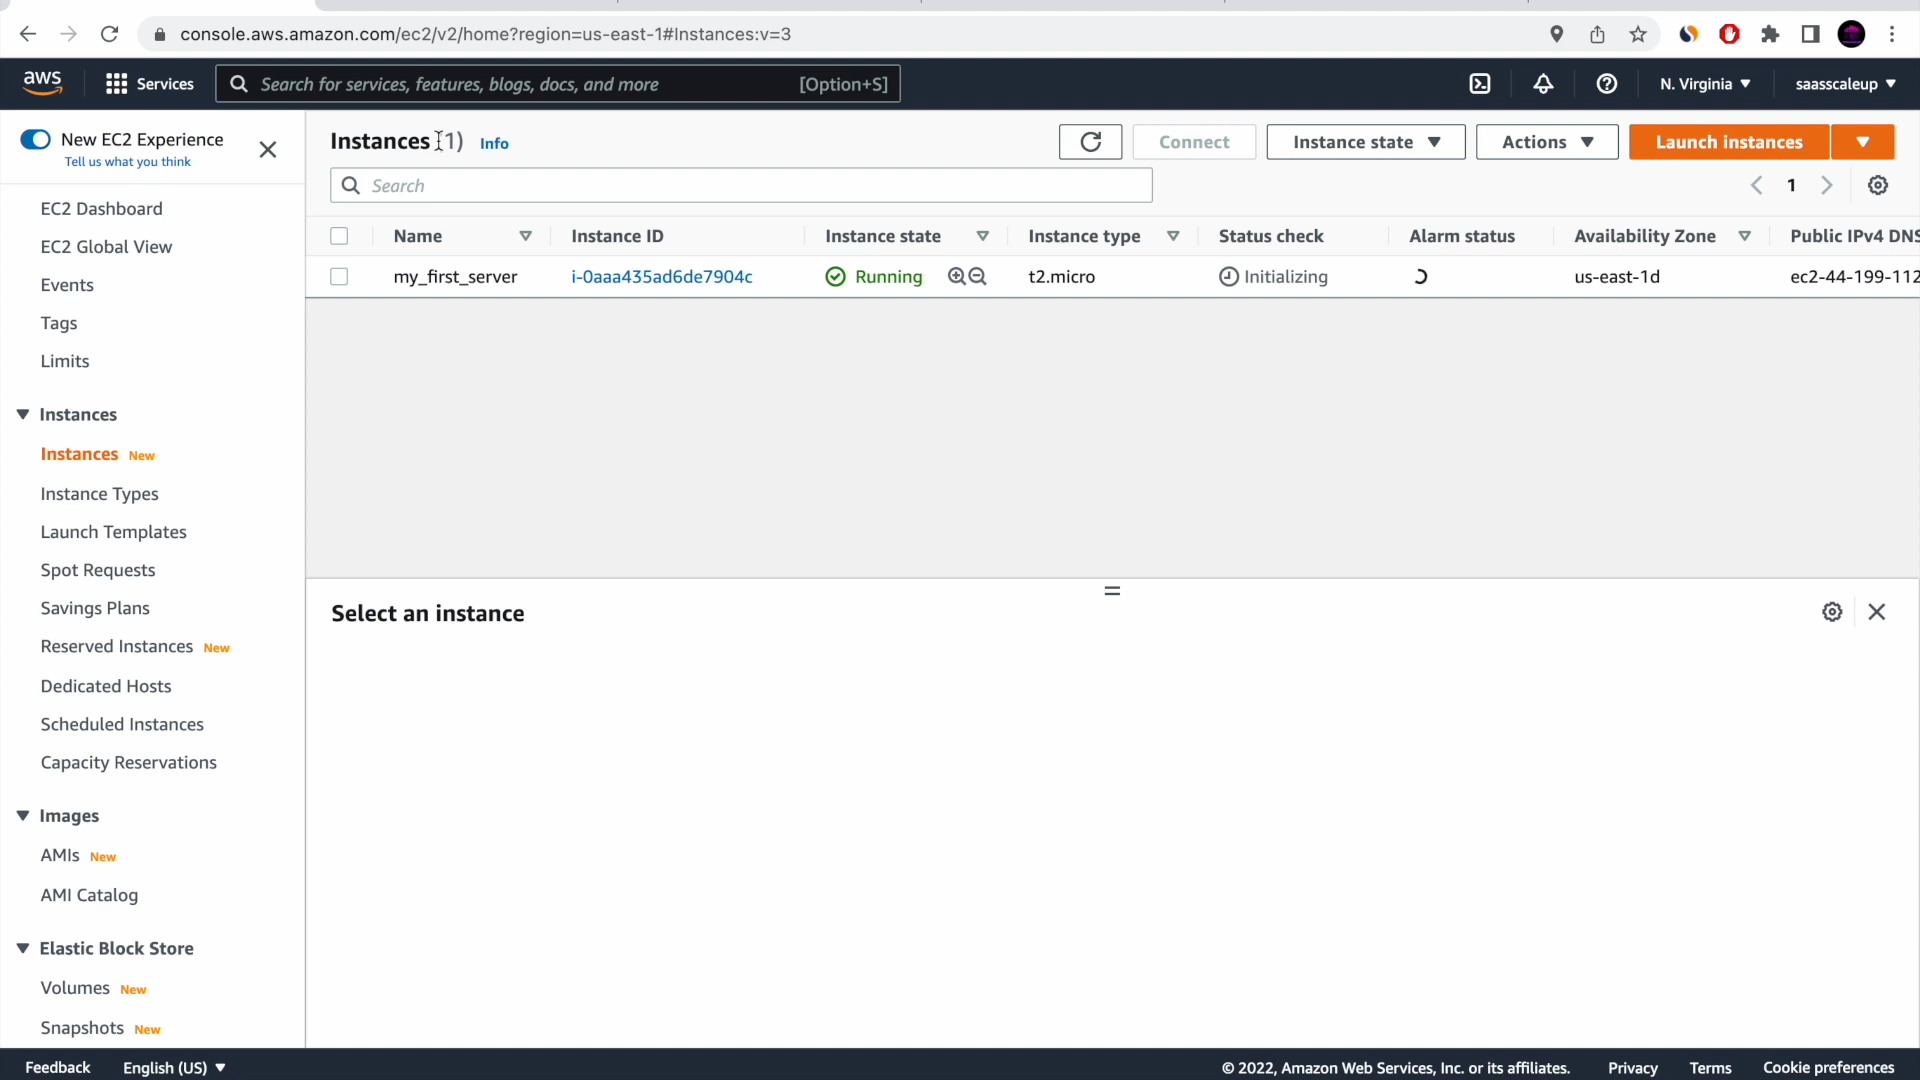 console.aws.amazon.com/ec2/v2/home?region=us-east-1#Instances:v=3
aws Services Search for services, features, blogs, docs, and more [Option+S] N. Virginia saasscaleup
New EC2 Experience
Tell us what you think
EC2 Dashboard
EC2 Global View
Events
Tags
Limits
Instances
Instances New
Instance Types
Launch Templates
Spot Requests
Savings Plans
Reserved Instances New
Dedicated Hosts
Scheduled Instances
Capacity Reservations
Images
AMIs New
AMI Catalog
Elastic Block Store
Volumes New
Snapshots New
Instances (1) Info Connect Instance state Actions Launch instances
Search 1
Name Instance ID Instance state Instance type Status check Alarm status Availability Zone Public IPv4 DNS
my_first_server i-0aaa435ad6de7904c Running t2.micro Initializing us-east-1d ec2-44-199-112
Select an instance
Feedback English (US) © 2022, Amazon Web Services, Inc. or its affiliates. Privacy Terms Cookie preferences